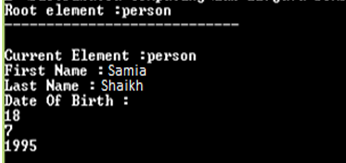 Root element :person
------------------------------
Current Element :person
First Name : Samia
Last Name : Shaikh
Date Of Birth :
18
7
1995